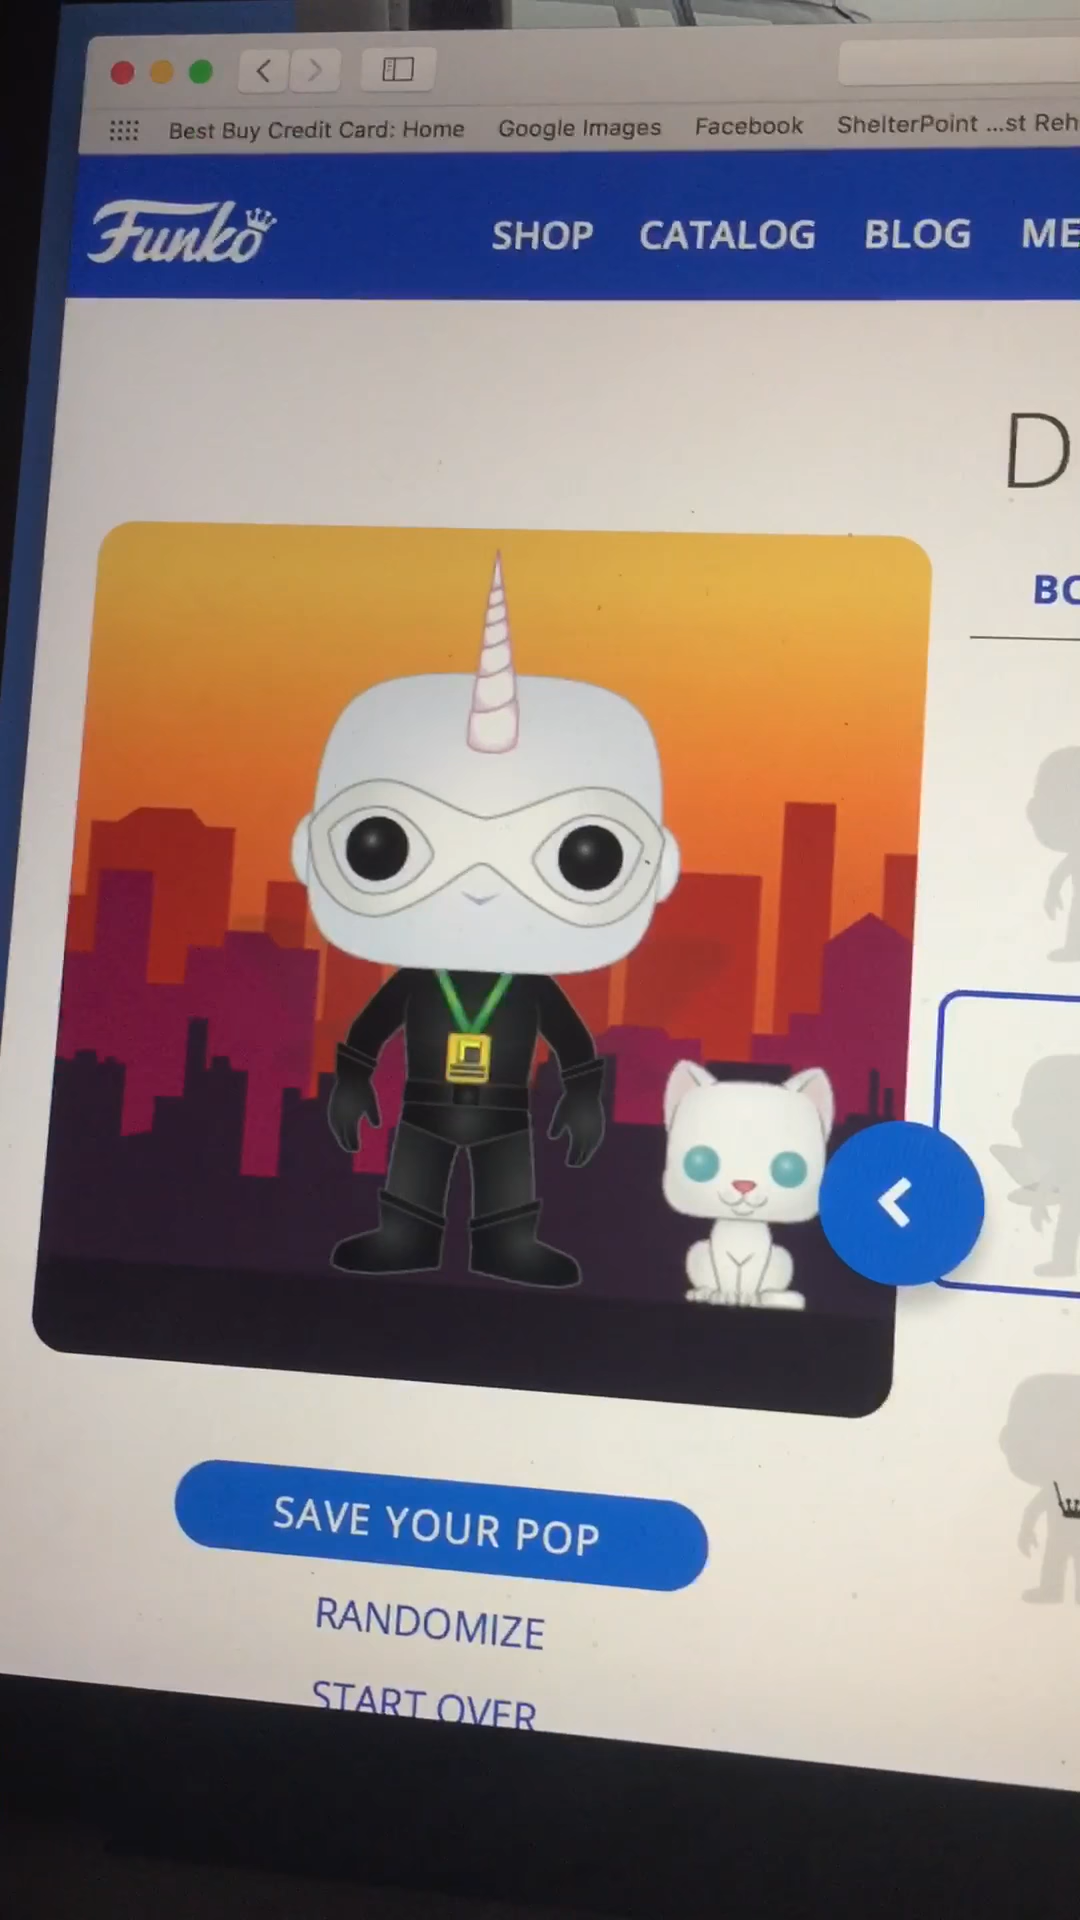 Best Buy Credit Card: Home Google Images Facebook ShelterPoint ...st Reh
Funko SHOP CATALOG BLOG ME
D
BO
SAVE YOUR POP
RANDOMIZE
START OVER